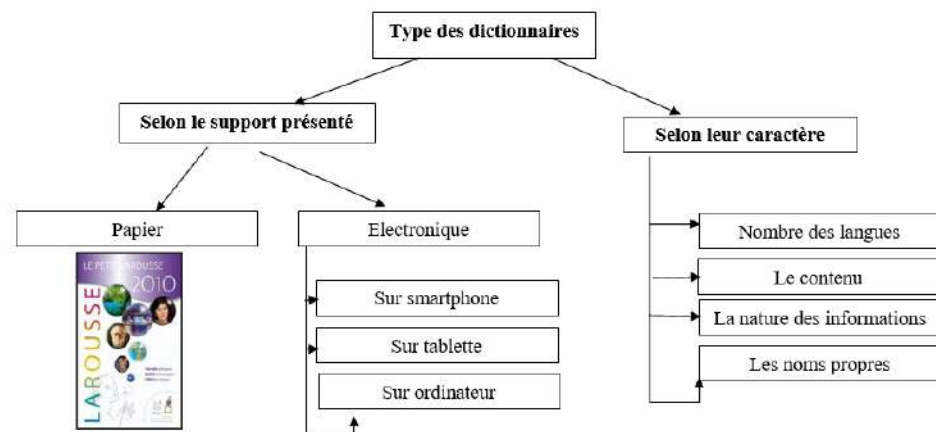 Type des dictionnaires
Selon le support présenté
Selon leur caractère
Papier
Electronique
Nombre des langues
Le contenu
La nature des informations
Les noms propres
Sur smartphone
Sur tablette
Sur ordinateur
LE PETIT LAROUSSE
2010
LAROUSSE